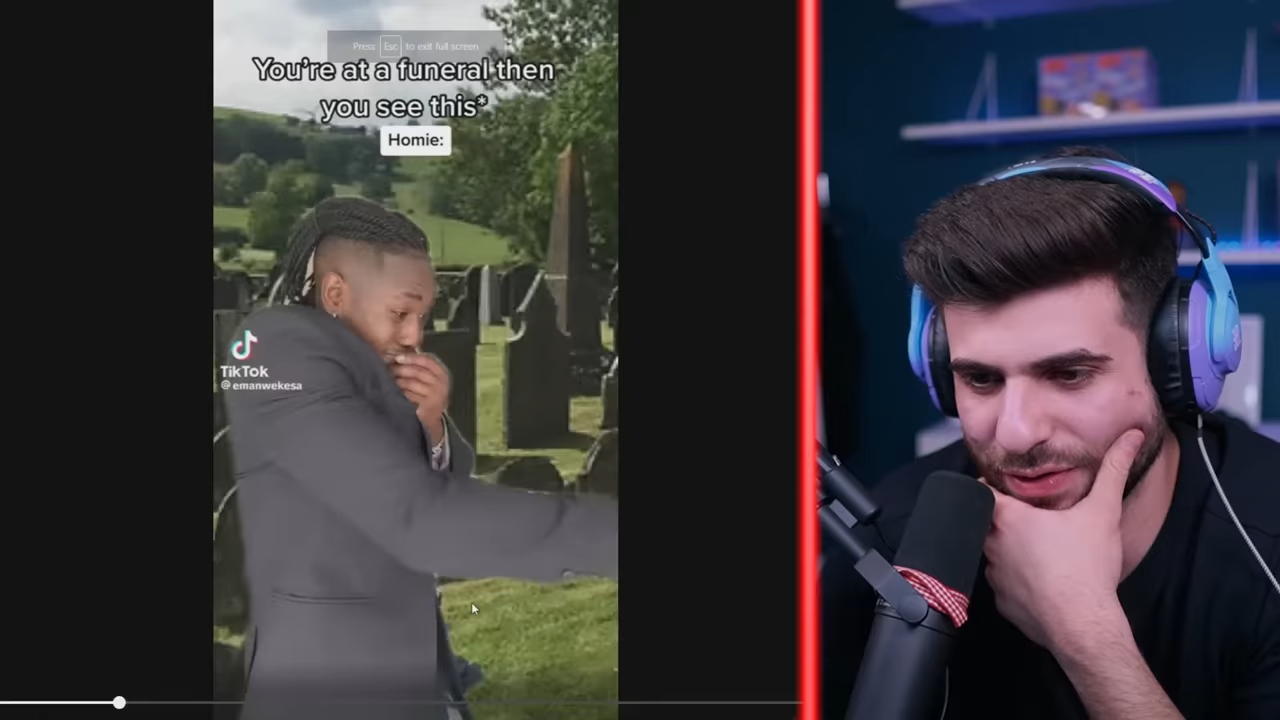 Press Esc to exit full screen
You're at a funeral then
you see this*
Homie:
TikTok
@emanwekesa